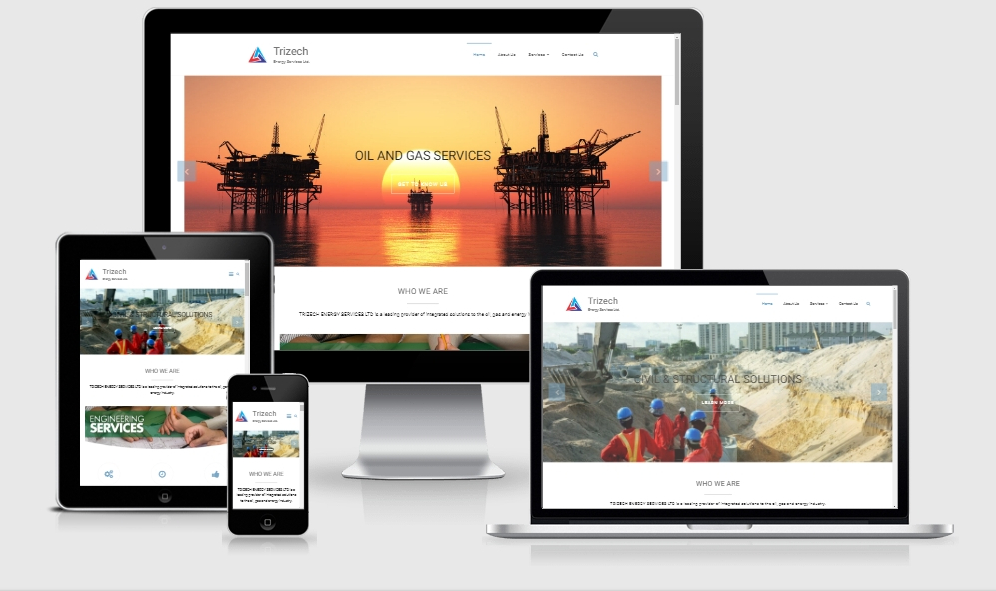 Trizech
Energy Services Ltd.
Home About Us Services Contact Us
OIL AND GAS SERVICES
WHO WE ARE
TRIZECH ENERGY SERVICES LTD is a leading provider of integrated solutions to the oil, gas and energy
Trizech
Energy Services Ltd.
CIVIL & STRUCTURAL SOLUTIONS
WHO WE ARE
TRIZECH ENERGY SERVICES LTD is a leading provider of integrated solutions to the oil, gas
energy industry.
ENGINEERING
SERVICES
Trizech
Energy Services Ltd.
WHO WE ARE
TRIZECH ENERGY SERVICES LTD is a
leading provider of integrated solutions
to the oil, gas and energy industry.
Trizech
Energy Services Ltd.
Home About Us Services Contact Us
CIVIL & STRUCTURAL SOLUTIONS
LEARN MORE
WHO WE ARE
TRIZECH ENERGY SERVICES LTD is a leading provider of integrated solutions to the oil, gas and energy industry.